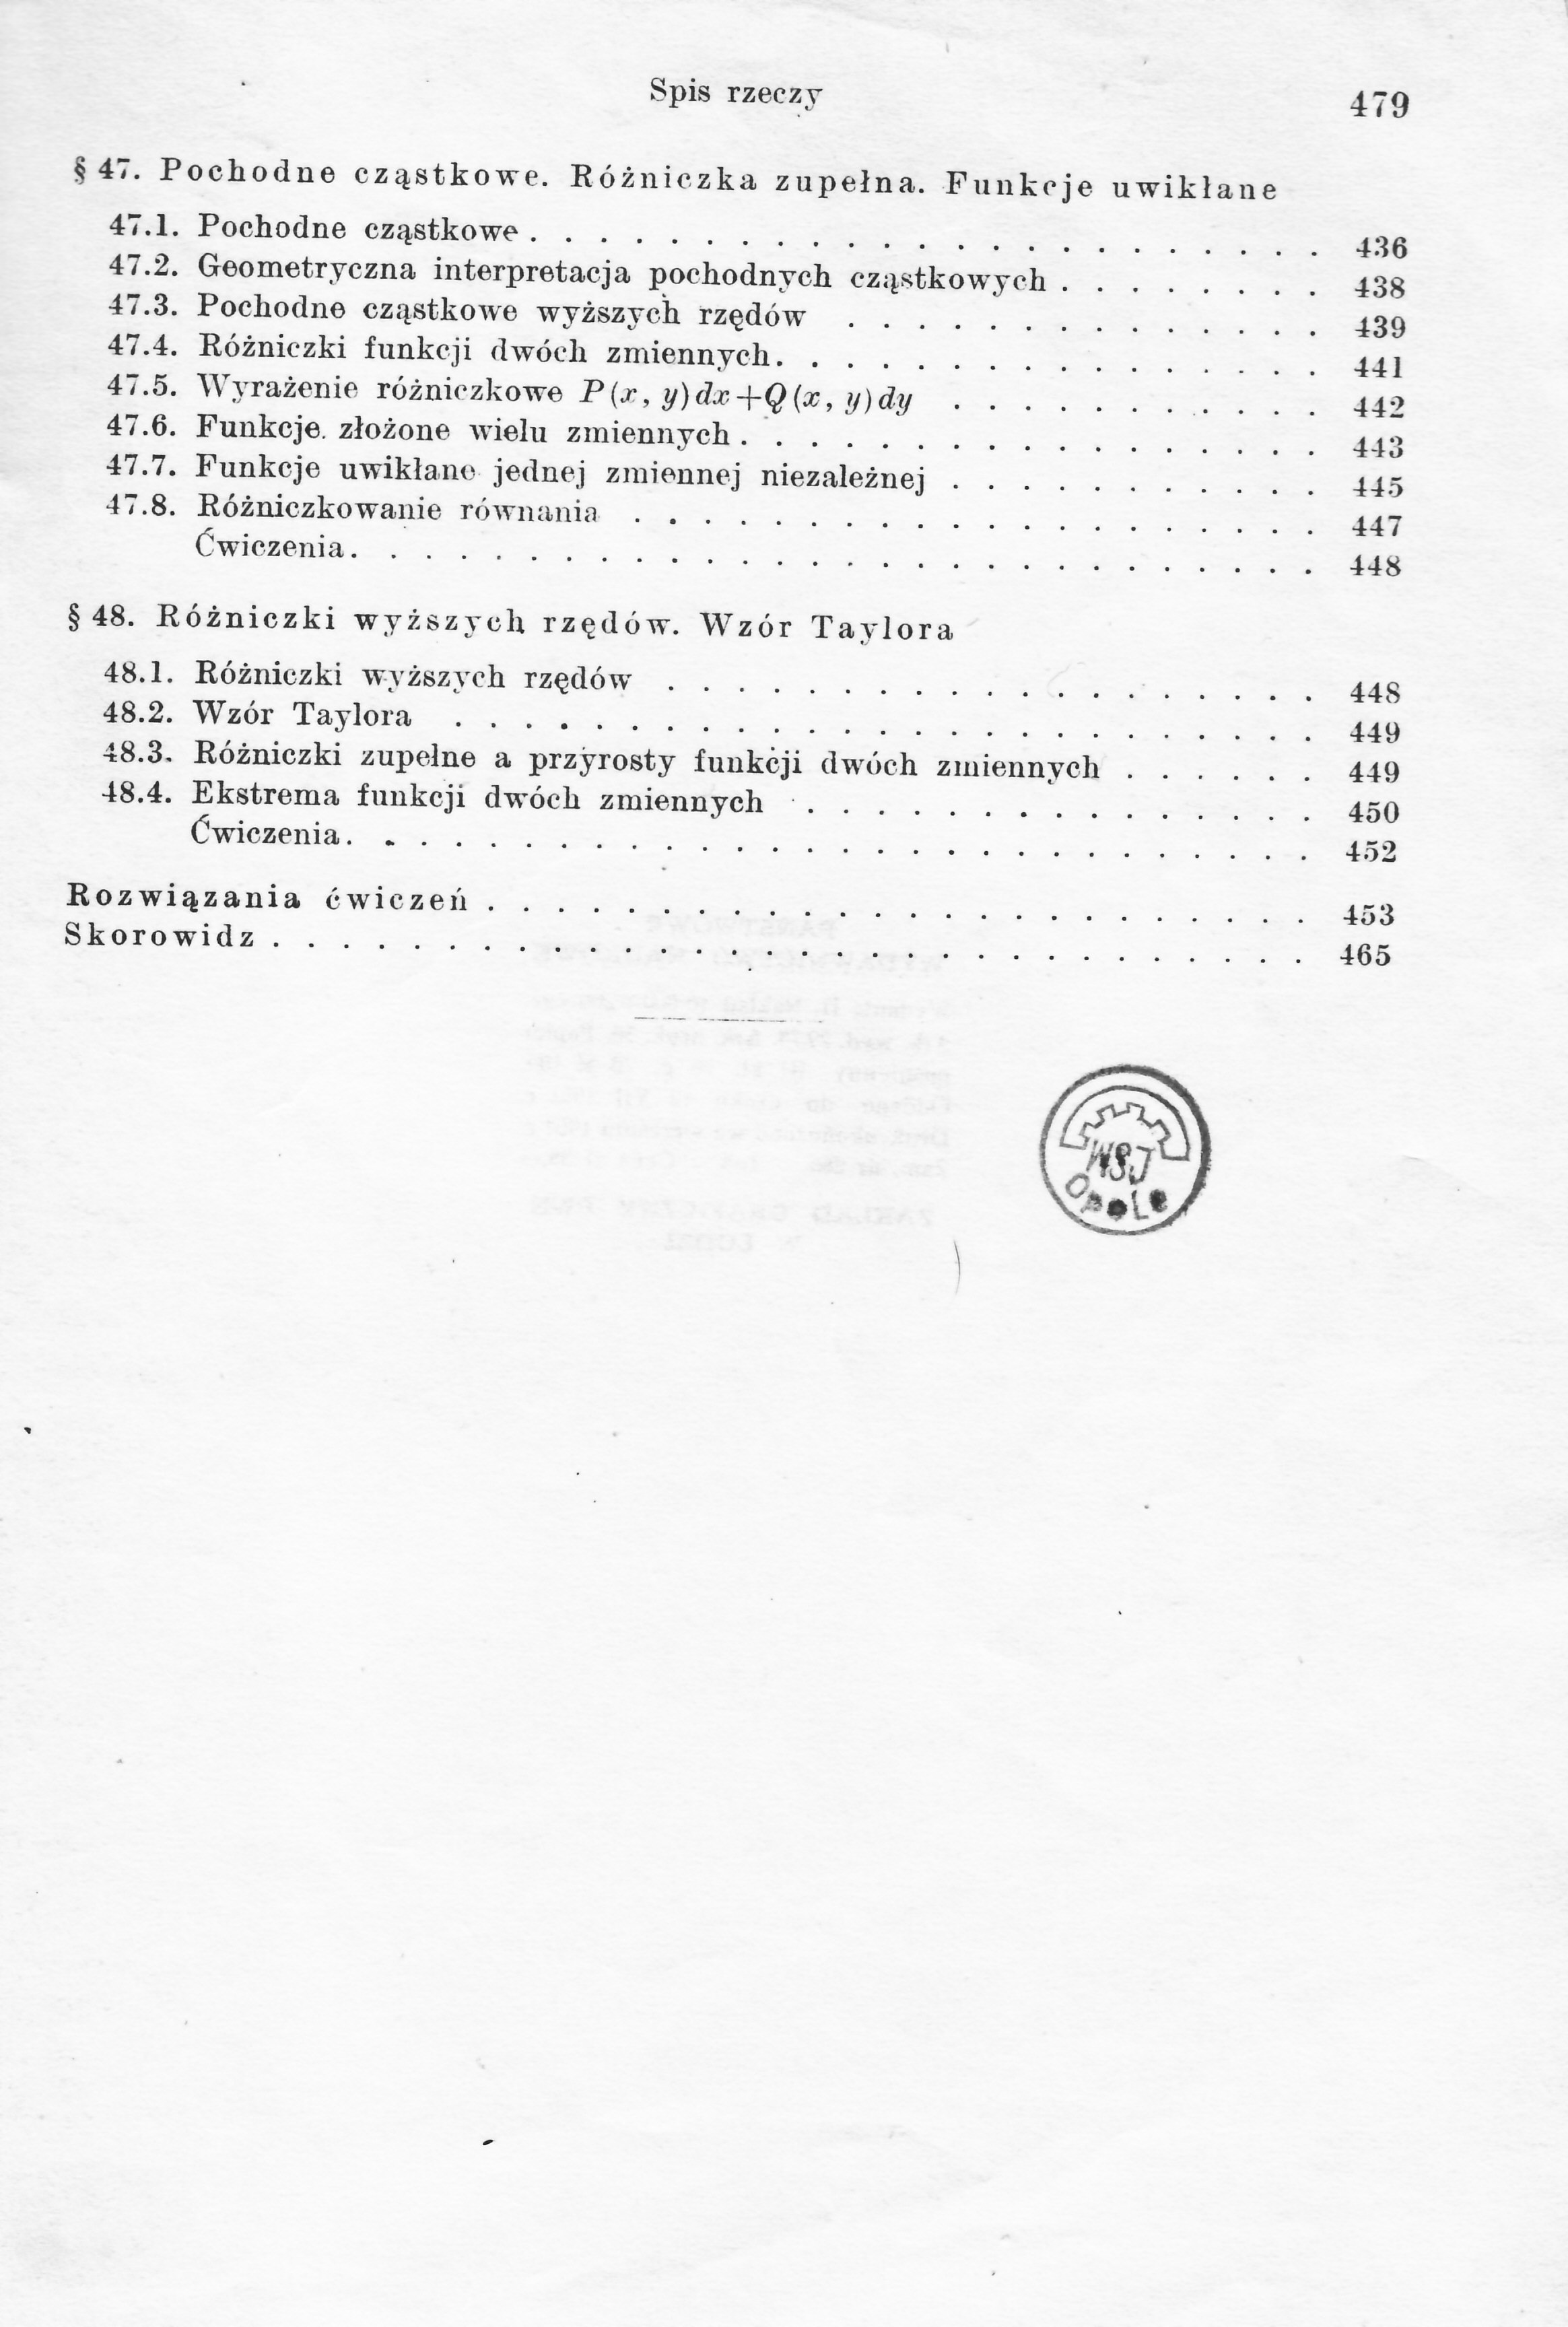 Spis rzeczy 479
§ 47. Pochodne cząstkowe. Różniczka zupełna. Funkcje uwikłane
47.1. Pochodne cząstkowe . . . . . . . . . . . . . . . . . . . . . . . 436
47.2. Geometryczna interpretacja pochodnych cząstkowych . . . . . . . . 438
47.3. Pochodne cząstkowe wyższych rzędów . . . . . . . . . . . . . . 439
47.4. Różniczki funkcji dwóch zmiennych . . . . . . . . . . . . . . . . 441
47.5. Wyrażenie różniczkowe P(x, y)dx+Q(x, y)dy . . . . . . . . . . . 442
47.6. Funkcje złożone wielu zmiennych . . . . . . . . . . . . . . . . . 443
47.7. Funkcje uwikłane jednej zmiennej niezależnej . . . . . . . . . . . 445
47.8. Różniczkowanie równania . . . . . . . . . . . . . . . . . . . . 447
Ćwiczenia . . . . . . . . . . . . . . . . . . . . . . . . . . . . 448
§ 48. Różniczki wyższych rzędów. Wzór Taylora
48.1. Różniczki wyższych rzędów . . . . . . . . . . . . . . . . . . . 448
48.2. Wzór Taylora . . . . . . . . . . . . . . . . . . . . . . . . . 449
48.3. Różniczki zupełne a przyrosty funkcji dwóch zmiennych . . . . . . 449
48.4. Ekstrema funkcji dwóch zmiennych . . . . . . . . . . . . . . . 450
Ćwiczenia . . . . . . . . . . . . . . . . . . . . . . . . . . . . 452
Rozwiązania ćwiczeń . . . . . . . . . . . . . . . . . . . . . . . . 453
Skorowidz . . . . . . . . . . . . . . . . . . . . . . . . . . . . . . 465
WSJ
Opole